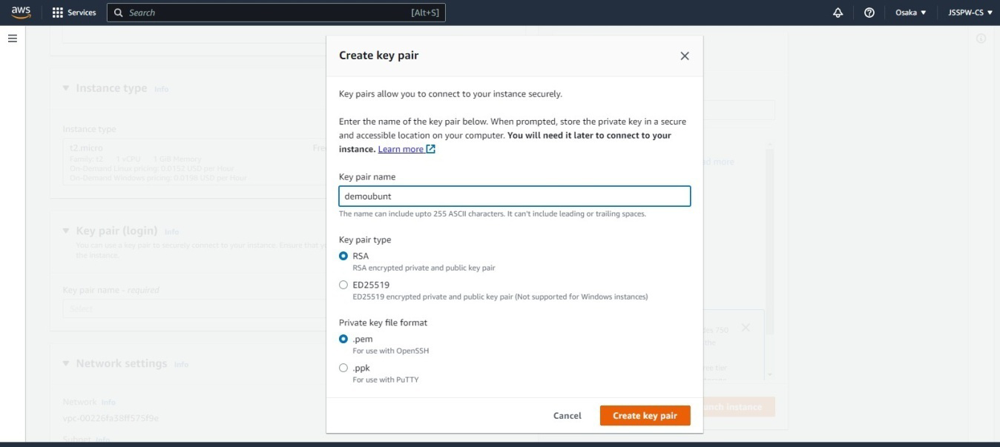 aws
Services
Search
[Alt+S]
Osaka
JSSPW-CS
Create key pair
Key pairs allow you to connect to your instance securely.
Enter the name of the key pair below. When prompted, store the private key in a secure
and accessible location on your computer. You will need it later to connect to your
instance. Learn more
Key pair name
demoubunt
The name can include upto 255 ASCII characters. It can't include leading or trailing spaces.
Key pair type
RSA
RSA encrypted private and public key pair
ED25519
ED25519 encrypted private and public key pair (Not supported for Windows instances)
Private key file format
.pem
For use with OpenSSH
.ppk
For use with PuTTY
Cancel
Create key pair
Instance type Info
Instance type
t2.micro
Family: t2 1 vCPU 1 GiB Memory
On-Demand Linux pricing: 0.0152 USD per Hour
On-Demand Windows pricing: 0.0198 USD per Hour
Key pair (login) Info
You can use a key pair to securely connect to your instance. Ensure that
the instance.
Key pair name - required
Select
Network settings Info
Network Info
vpc-00226fa38ff575f9e
Subnet Info
more
750
the
tier
instance